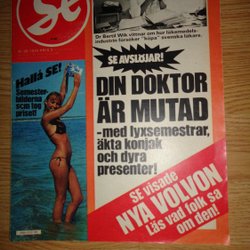 Se
Dr Bertil Wik vittnar om hur läkemedels-
industrin försöker "köpa" svenska läkare.
SE AVSLÖJAR!
Hallå SE!
Semester-
bilderna
som tog
priset!
DIN DOKTOR
ÄR MUTAD
-med lyxsemestrar,
äkta konjak
och dyra
presenter!
SE visade
NYA VOLVON
Läs vad folk sa
om den!